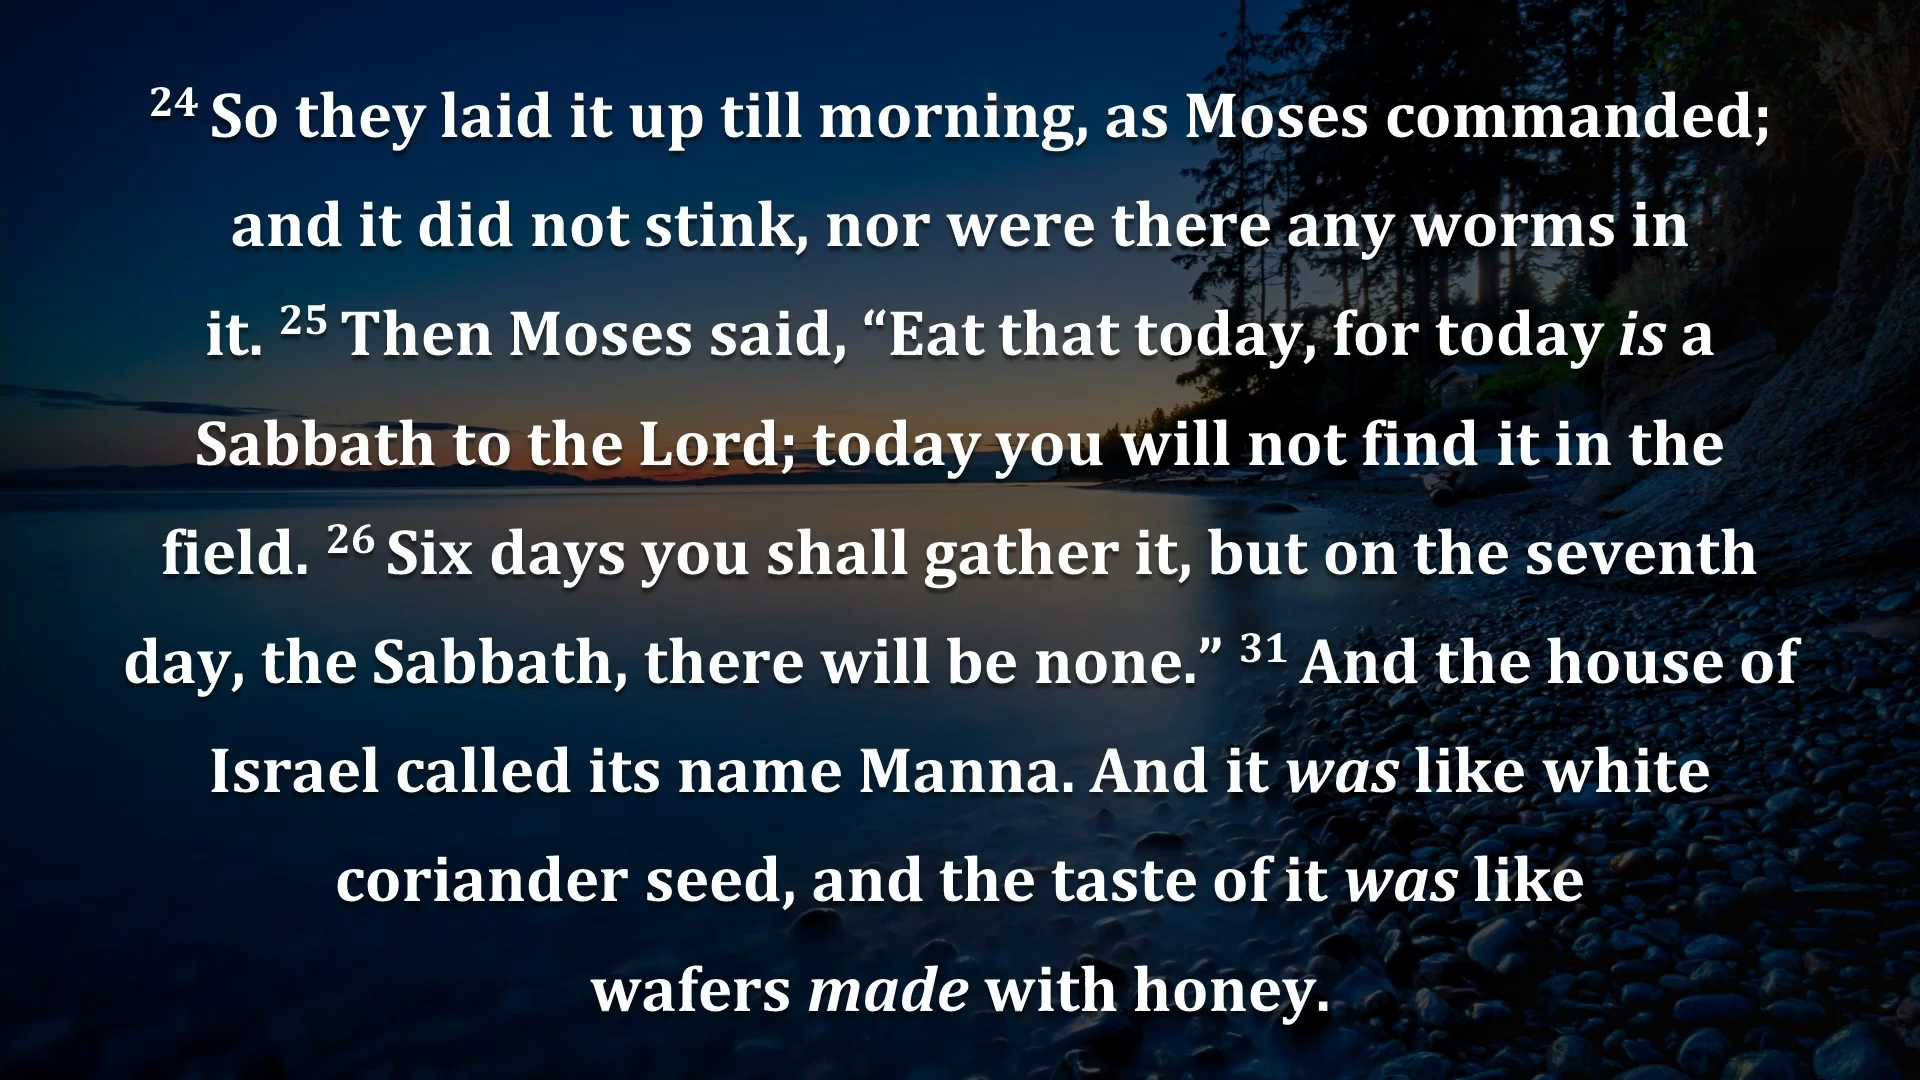 24 So they laid it up till morning, as Moses commanded;
and it did not stink, nor were there any worms in
it. 25 Then Moses said, “Eat that today, for today is a
Sabbath to the Lord; today you will not find it in the
field. 26 Six days you shall gather it, but on the seventh
day, the Sabbath, there will be none.” 31 And the house of
Israel called its name Manna. And it was like white
coriander seed, and the taste of it was like
wafers made with honey.